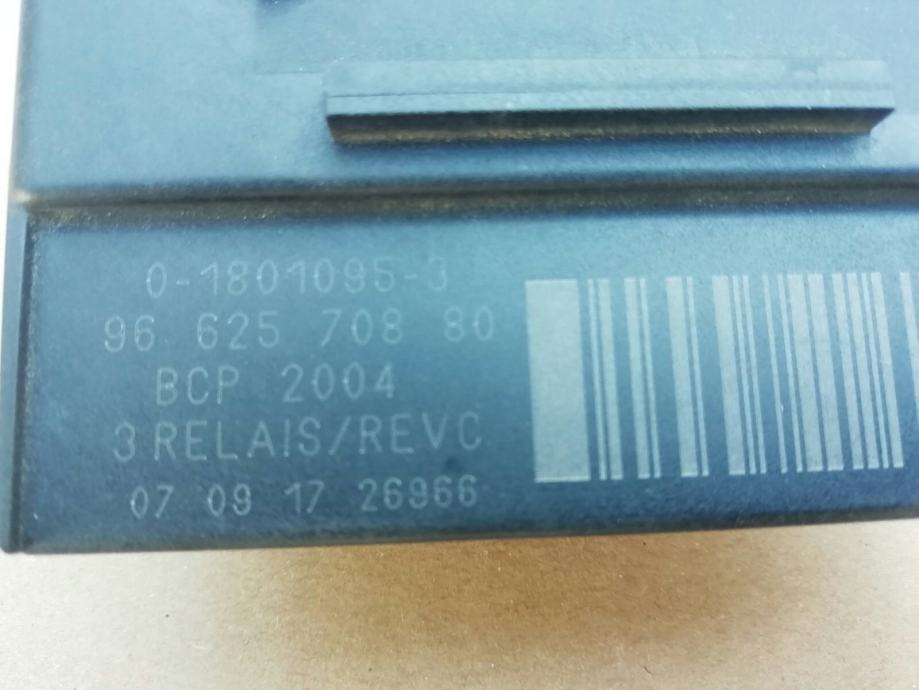 0-1801095-3
96 625 708 80
BCP 2004
3 RELAIS/REVC
07 09 17 26966